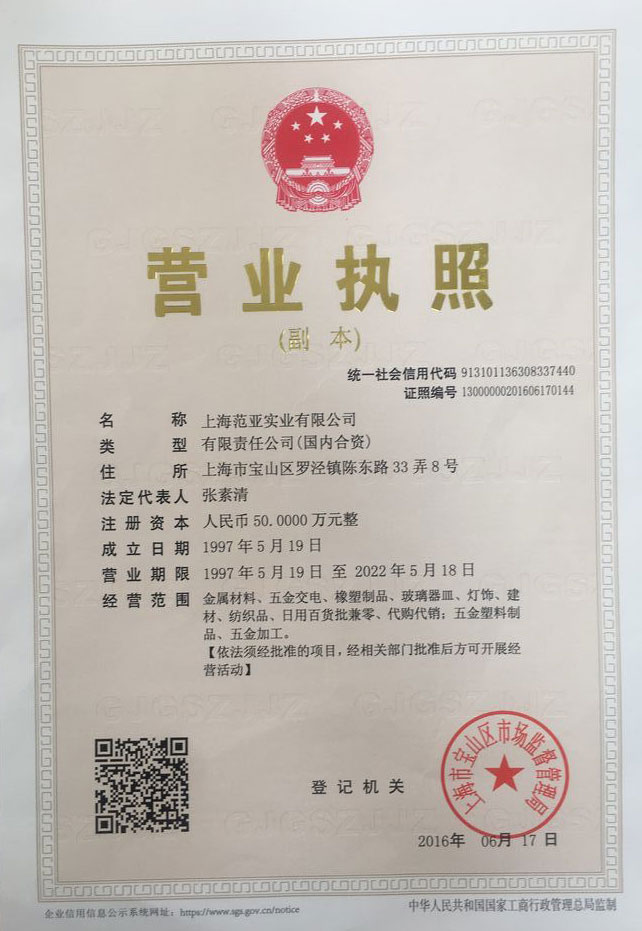 营业执照
(副 本)
统一社会信用代码 913101136308337440
证照编号 13000000201606170144
名 称 上海范亚实业有限公司
类 型 有限责任公司(国内合资)
住 所 上海市宝山区罗泾镇陈东路33弄8号
法定代表人 张素清
注册资本 人民币50.0000万元整
成立日期 1997年5月19日
营业期限 1997年5月19日 至 2022年5月18日
经营范围 金属材料、五金交电、橡塑制品、玻璃器皿、灯饰、建
材、纺织品、日用百货批兼零、代购代销；五金塑料制
品、五金加工。
【依法须经批准的项目，经相关部门批准后方可开展经
营活动】
登记机关
上海市宝山区市场监督管理局
2016年 06月 17日
企业信用信息公示系统网址：https://www.sgs.gov.cn/notice
中华人民共和国国家工商行政管理总局监制